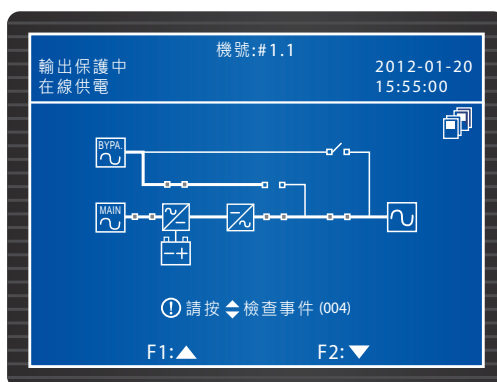 機號:#1.1
輸出保護中
2012-01-20
在線供電
15:55:00
BYPA.
MAIN
! 請按 檢查事件 (004)
F1:▲ F2:▼